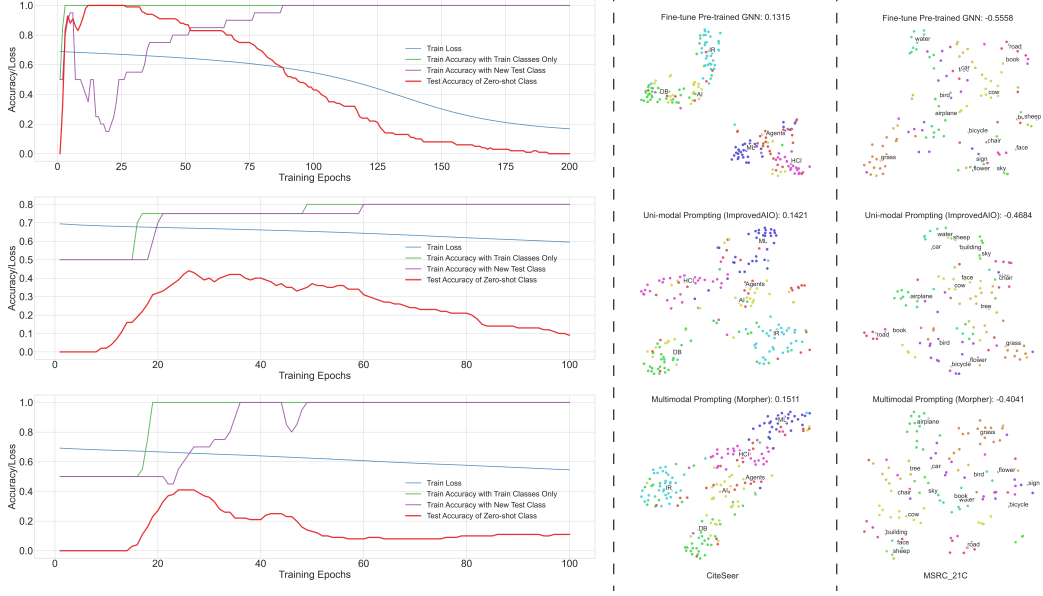 1.0
0.8
0.6
0.4
0.2
0.0
Accuracy/Loss
0 25 50 75 100 125 150 175 200
Training Epochs
Train Loss
Train Accuracy with Train Classes Only
Train Accuracy with New Test Class
Test Accuracy of Zero-shot Class
0.8
0.7
0.6
0.5
0.4
0.3
0.2
0.1
0.0
Accuracy/Loss
0 20 40 60 80 100
Training Epochs
Train Loss
Train Accuracy with Train Classes Only
Train Accuracy with New Test Class
Test Accuracy of Zero-shot Class
1.0
0.8
0.6
0.4
0.2
0.0
Accuracy/Loss
0 20 40 60 80 100
Training Epochs
Train Loss
Train Accuracy with Train Classes Only
Train Accuracy with New Test Class
Test Accuracy of Zero-shot Class
Fine-tune Pre-trained GNN: 0.1315
IR
DB
AI
Agents
ML
HCI
Uni-modal Prompting (ImprovedAIO): 0.1421
ML
HCI
Agents
AI
IR
DB
Multimodal Prompting (Morpher): 0.1511
ML
HCI
Agents
IR
AI
DB
CiteSeer
Fine-tune Pre-trained GNN: -0.5558
water
road
book
car
bird
cow
airplane
sheep
bicycle
chair
face
grass
sign
flower
sky
Uni-modal Prompting (ImprovedAIO): -0.4684
water
sheep
car
building
sky
face
chair
cow
airplane
tree
book
road
bird
grass
flower
bicycle
Multimodal Prompting (Morpher): -0.4041
airplane
grass
tree
car
bird
flower
sign
chair
sky
book
water
bicycle
cow
building
face
road
sheep
MSRC_21C